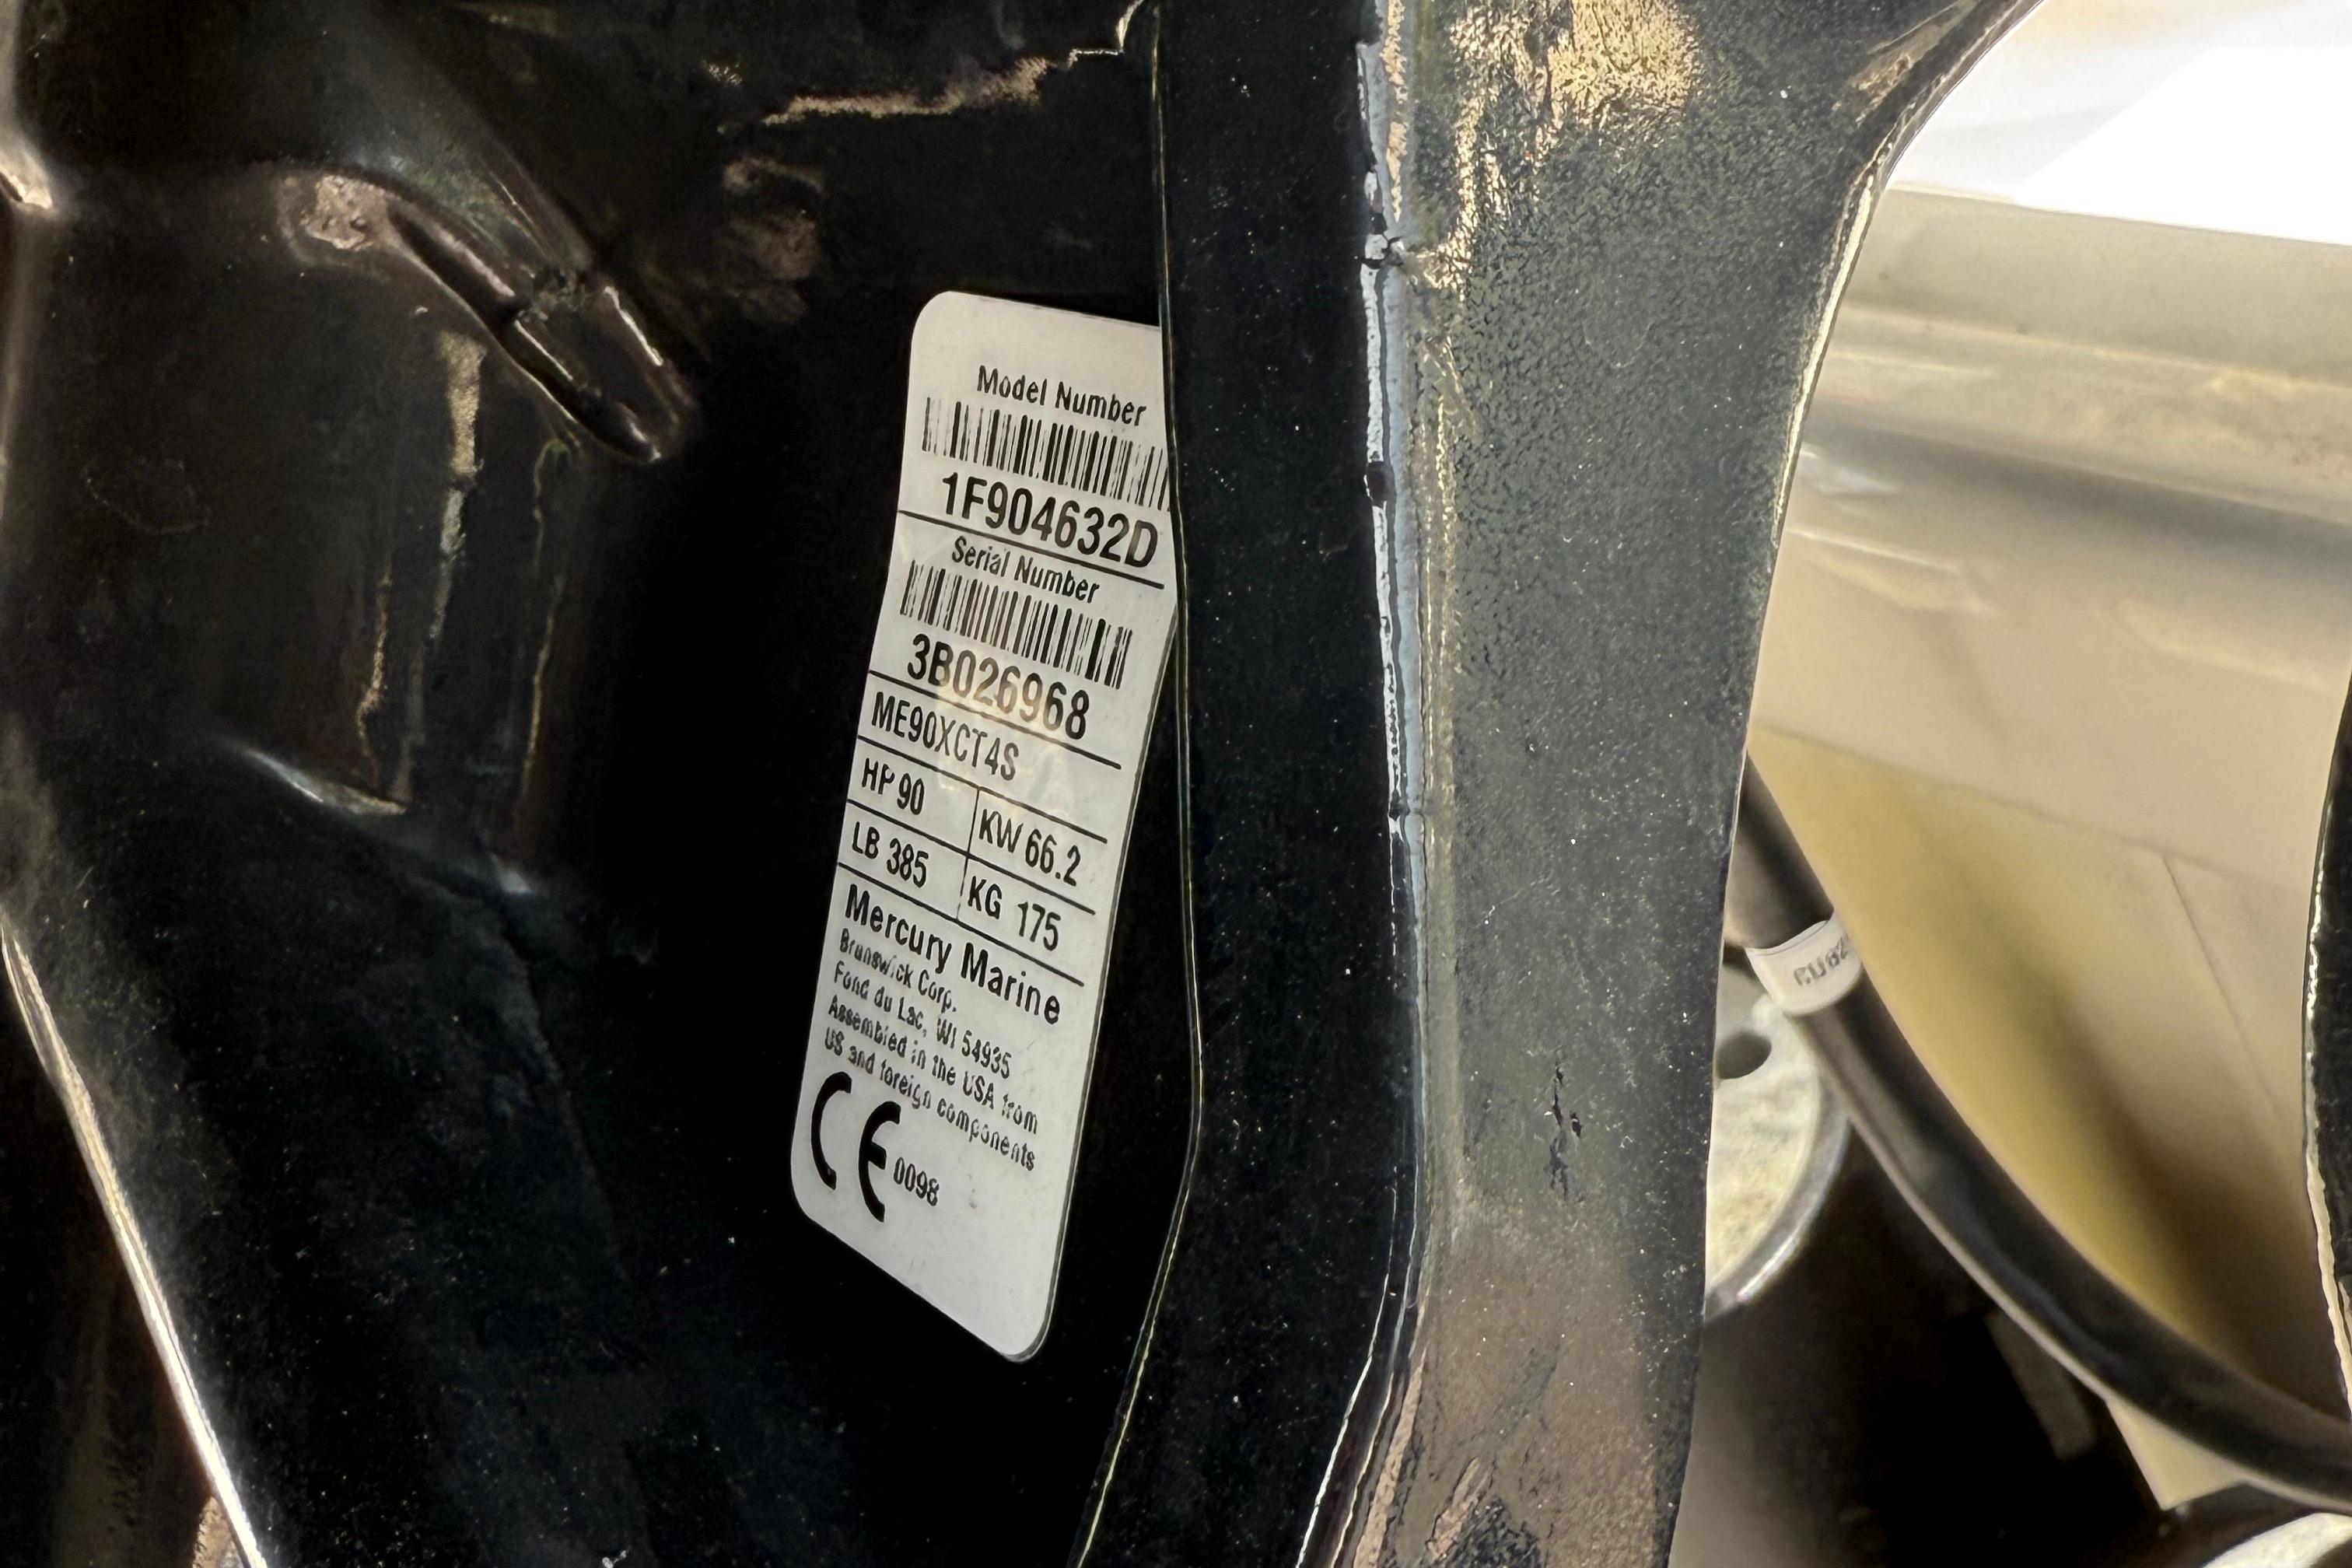 Model Number
1F904632D
Serial Number
3B026968
ME90XCT4S
HP 90 KW 66.2
LB 385 KG 175
Mercury Marine
Brunswick Corp.
Fond du Lac, WI 54935
Assembled in the USA from
US and foreign components
CE 0098